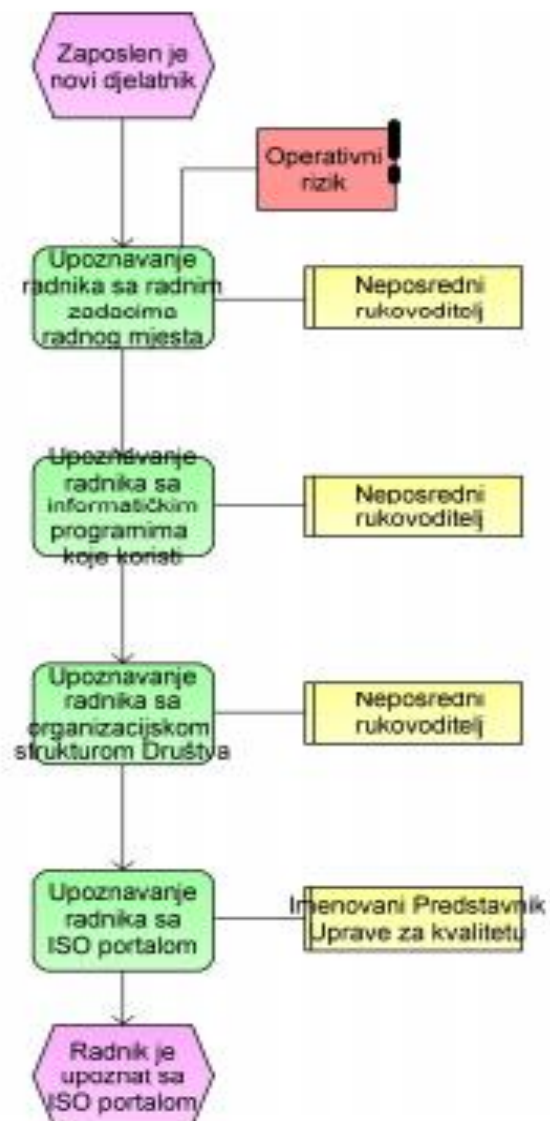 Zaposlen je
novi djelatnik
Operativni
rizik
Upoznavanje
radnika sa radnim
zadacima
radnog mjesta
Neposredni
rukovoditelj
Upoznavanje
radnika sa
informatičkim
programima
koje koristi
Neposredni
rukovoditelj
Upoznavanje
radnika sa
organizacijskom
strukturom Društva
Neposredni
rukovoditelj
Upoznavanje
radnika sa
ISO portalom
Imenovani Predstavnik
Uprave za kvalitetu
Radnik je
upoznat sa
ISO portalom